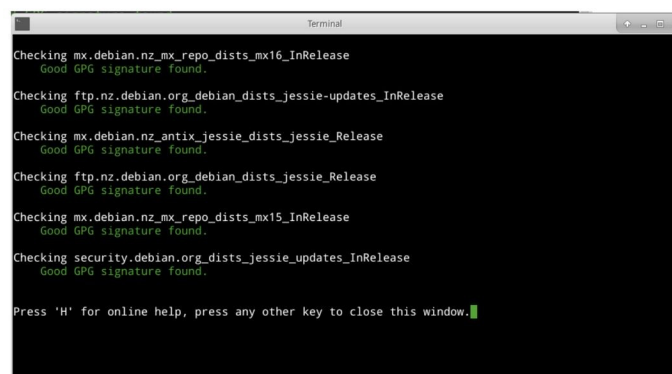 Terminal
Checking mx.debian.nz_mx_repo_dists_mx16_InRelease
Good GPG signature found.
Checking ftp.nz.debian.org_debian_dists_jessie-updates_InRelease
Good GPG signature found.
Checking mx.debian.nz_antix_jessie_dists_jessie_Release
Good GPG signature found.
Checking ftp.nz.debian.org_debian_dists_jessie_Release
Good GPG signature found.
Checking mx.debian.nz_mx_repo_dists_mx15_InRelease
Good GPG signature found.
Checking security.debian.org_dists_jessie_updates_InRelease
Good GPG signature found.
Press 'H' for online help, press any other key to close this window.